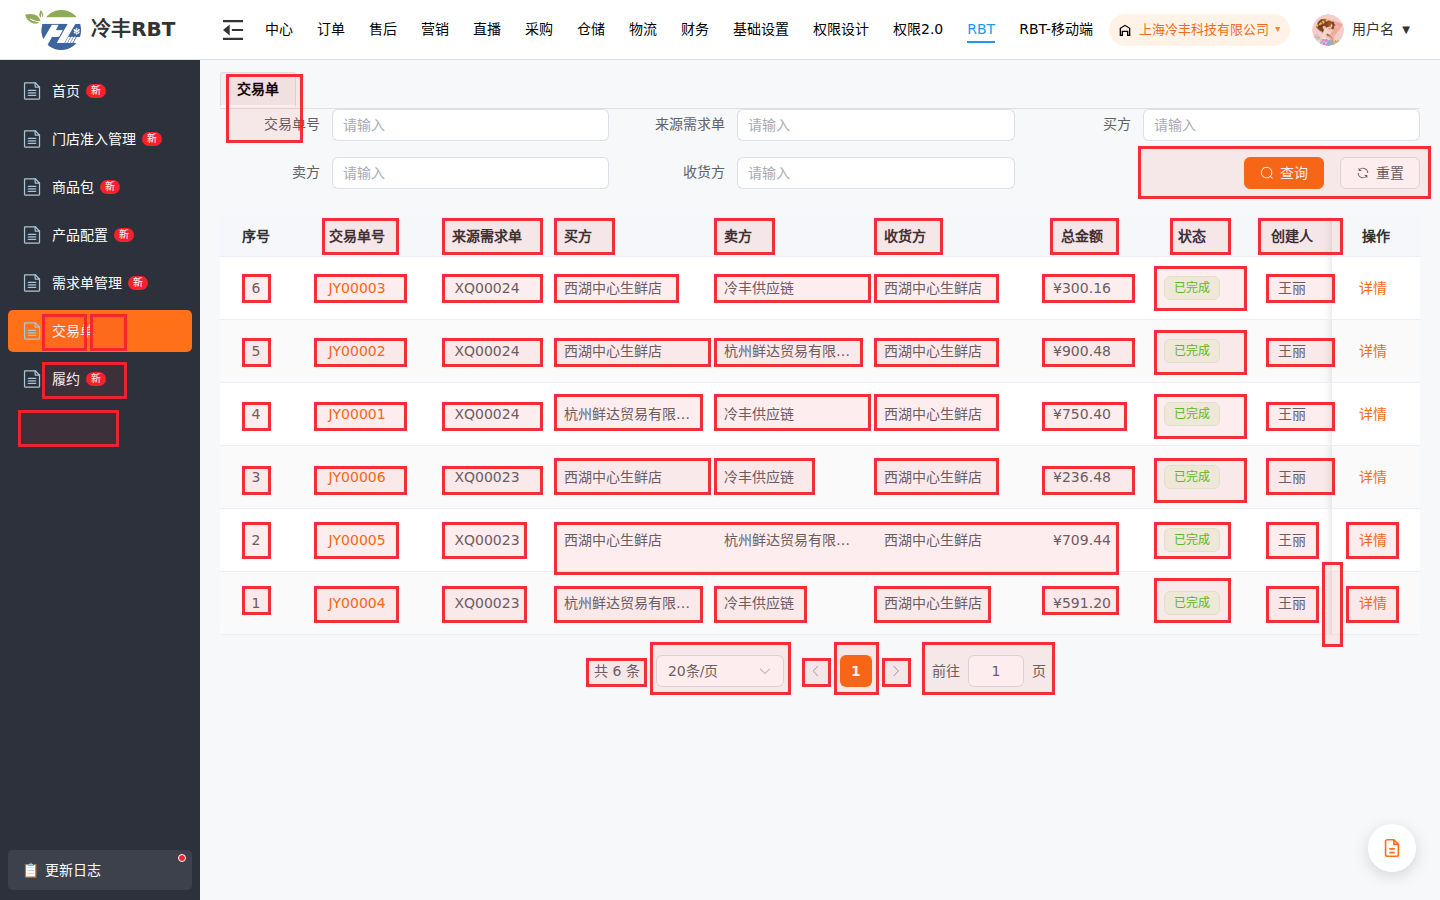 冷丰RBT
中心 订单 售后 营销 直播 采购 仓储 物流 财务 基础设置 权限设计 权限2.0 RBT RBT-移动端 上海冷丰科技有限公司 ▾ 用户名 ▼
首页 新
门店准入管理 新
商品包 新
产品配置 新
需求单管理 新
交易单
履约 新
更新日志
交易单
交易单号 请输入 来源需求单 请输入 买方 请输入
卖方 请输入 收货方 请输入 查询 重置
序号 交易单号 来源需求单 买方 卖方 收货方 总金额 状态 创建人 操作
6 JY00003 XQ00024 西湖中心生鲜店 冷丰供应链 西湖中心生鲜店 ¥300.16 已完成 王丽 详情
5 JY00002 XQ00024 西湖中心生鲜店 杭州鲜达贸易有限... 西湖中心生鲜店 ¥900.48 已完成 王丽 详情
4 JY00001 XQ00024 杭州鲜达贸易有限... 冷丰供应链 西湖中心生鲜店 ¥750.40 已完成 王丽 详情
3 JY00006 XQ00024 西湖中心生鲜店 冷丰供应链 西湖中心生鲜店 ¥236.48 已完成 王丽 详情
2 JY00005 XQ00023 西湖中心生鲜店 杭州鲜达贸易有限... 西湖中心生鲜店 ¥709.44 已完成 王丽 详情
1 JY00004 XQ00023 杭州鲜达贸易有限... 冷丰供应链 西湖中心生鲜店 ¥591.20 已完成 王丽 详情
共 6 条 20条/页 1 前往 1 页